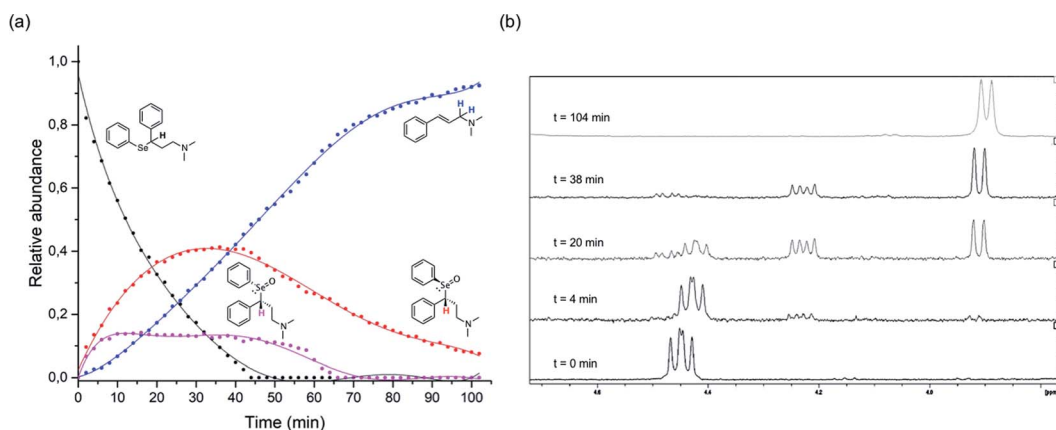 (a)
(b)
1,0
0,8
0,6
0,4
0,2
0,0
Relative abundance
0 10 20 30 40 50 60 70 80 90 100
Time (min)
H
Se
N
H
H
N
Se
O
H
N
Se
O
H
N
t = 104 min
t = 38 min
t = 20 min
t = 4 min
t = 0 min
4.6 4.4 4.2 4.0 [ppm]